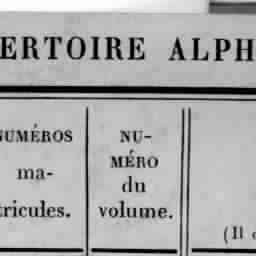 ERTOIRE ALPH
NUMÉROS
ma-
tricules.
NU-
MÉRO
du
volume.
(Il